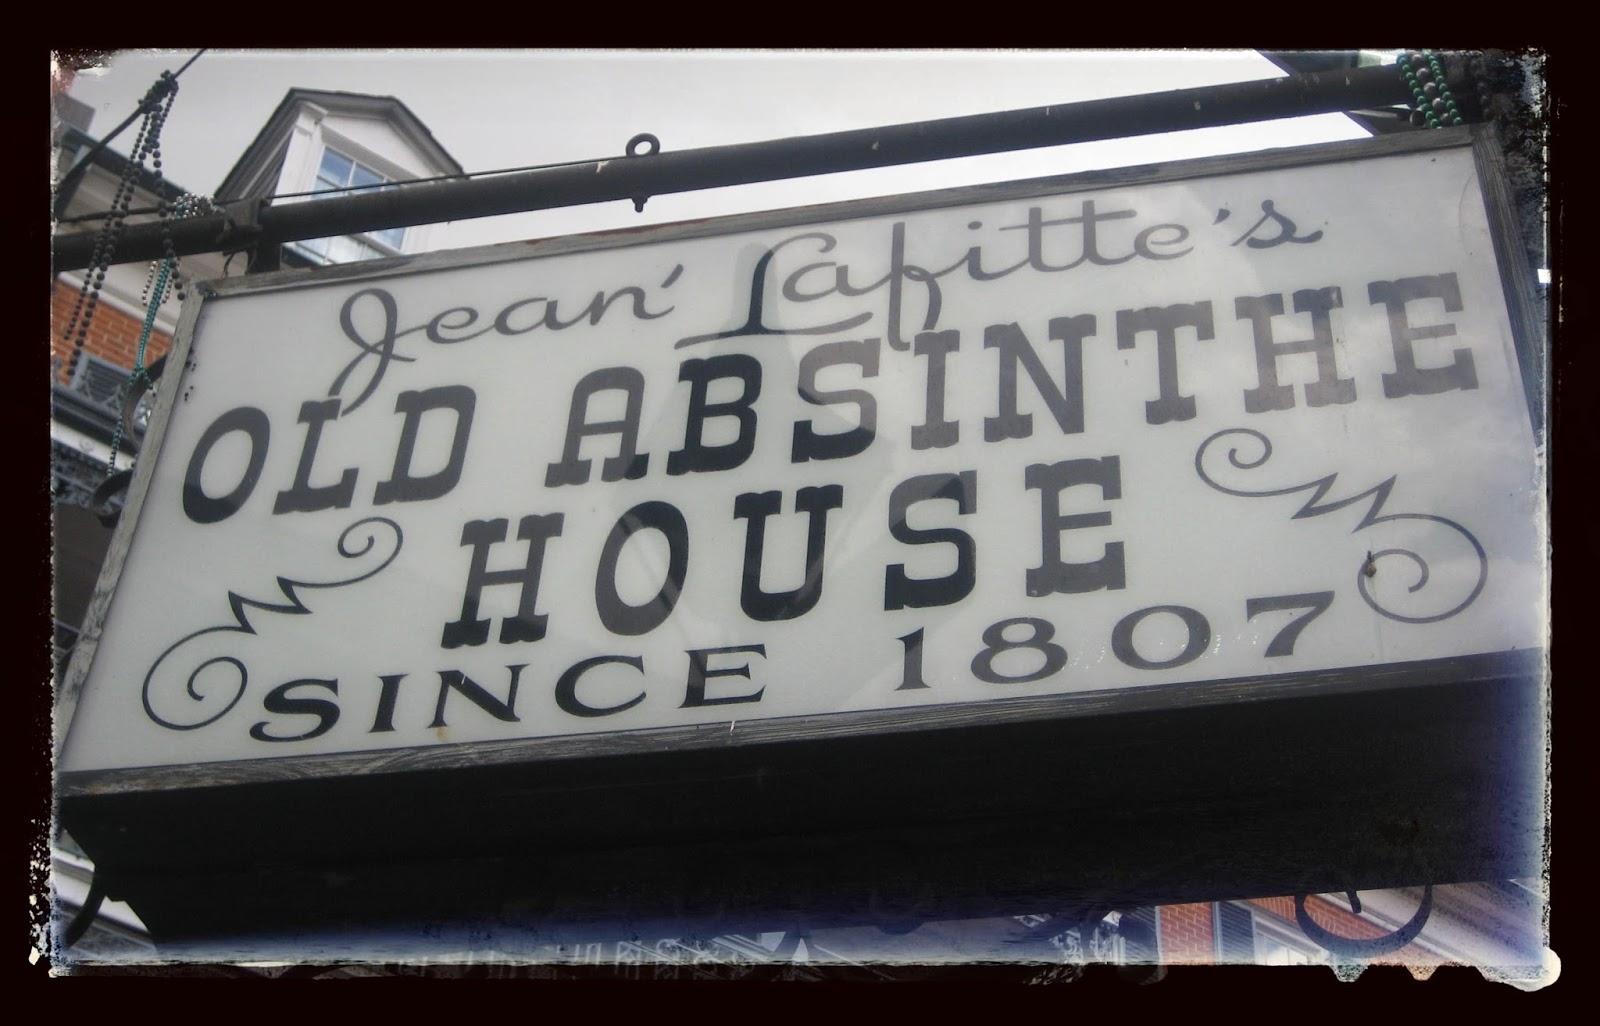 Jean' Lafitte's
OLD ABSINTHE
HOUSE
SINCE 1807